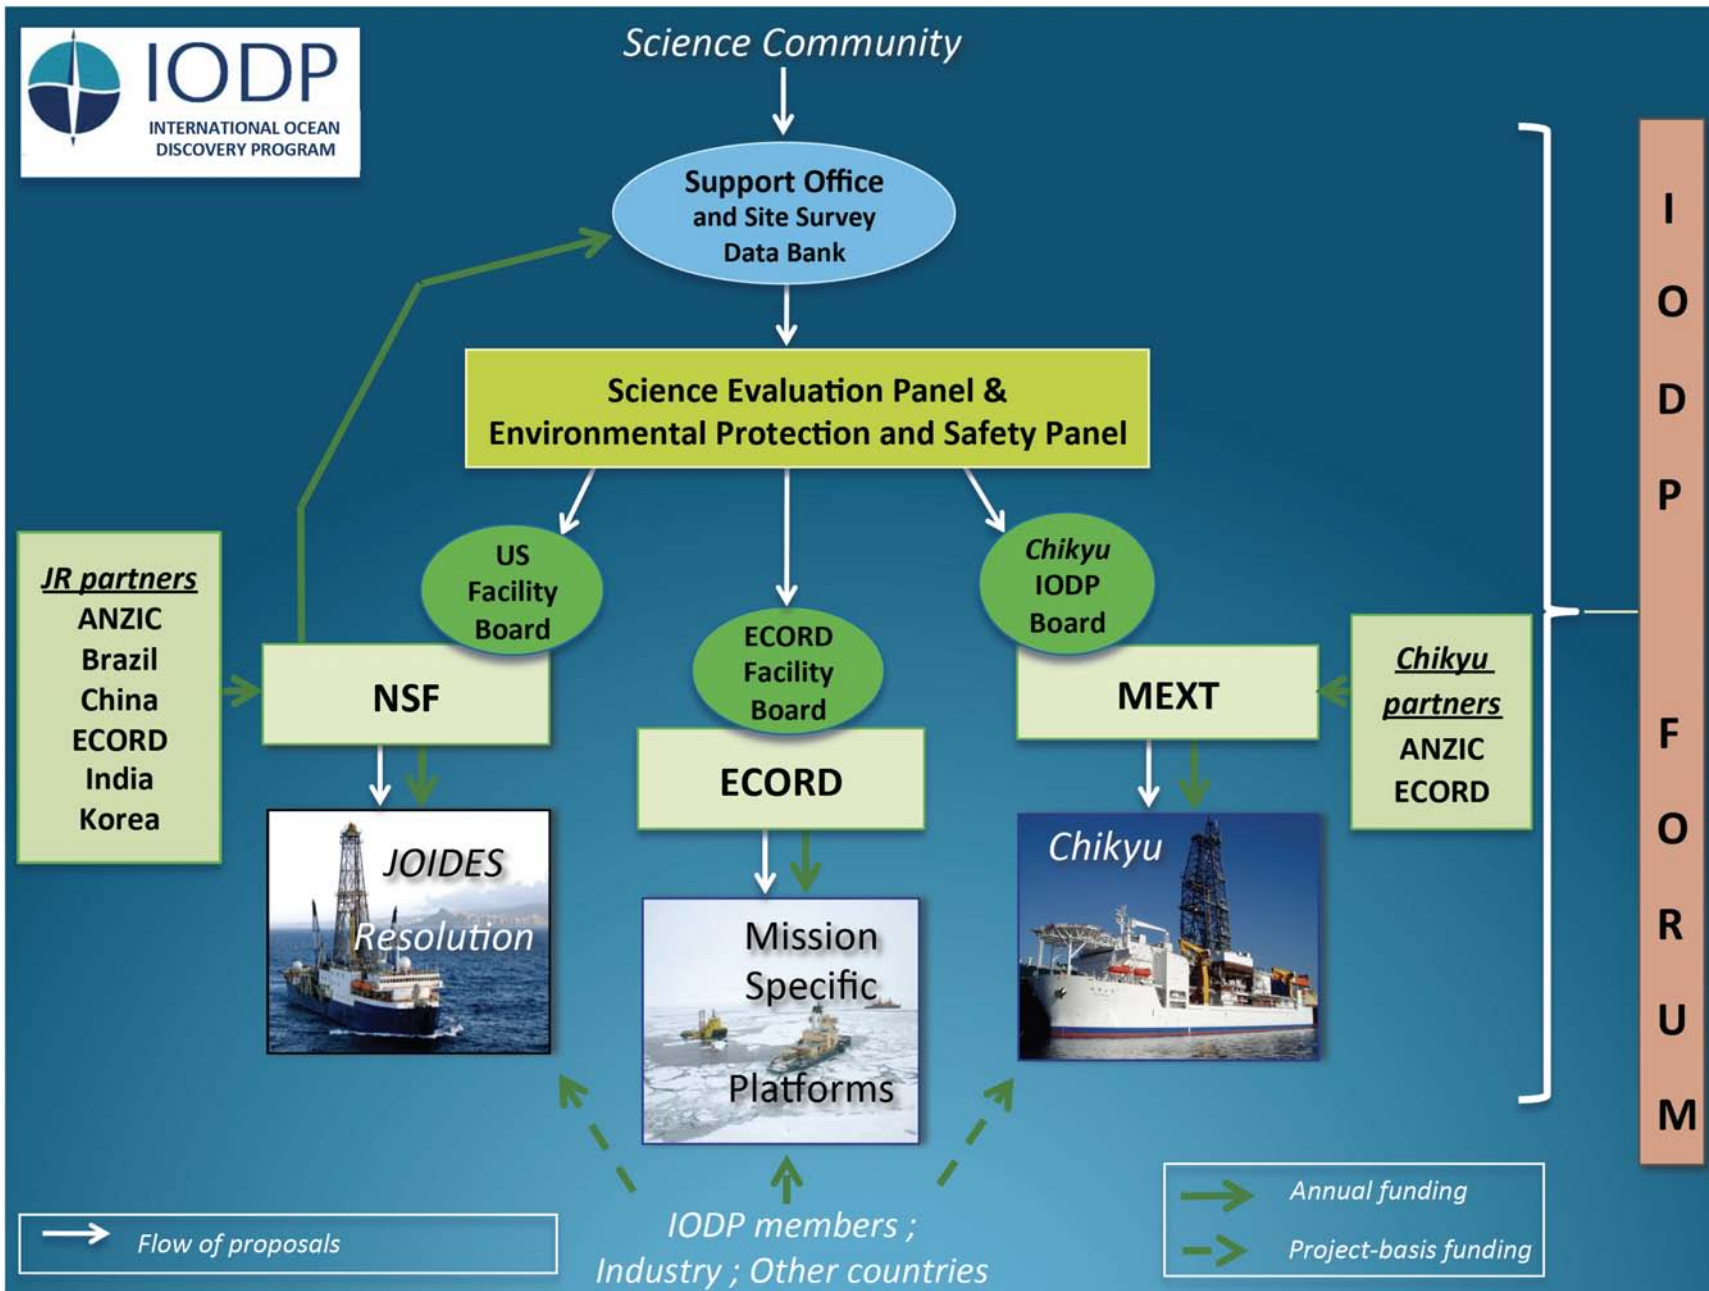 IODP
INTERNATIONAL OCEAN
DISCOVERY PROGRAM
Science Community
Support Office
and Site Survey
Data Bank
Science Evaluation Panel &
Environmental Protection and Safety Panel
US
Facility
Board
ECORD
Facility
Board
Chikyu
IODP
Board
JR partners
ANZIC
Brazil
China
ECORD
India
Korea
NSF
ECORD
MEXT
Chikyu
partners
ANZIC
ECORD
JOIDES
Resolution
Mission
Specific
Platforms
Chikyu
IODP members ;
Industry ; Other countries
Flow of proposals
Annual funding
Project-basis funding
I
O
D
P
F
O
R
U
M